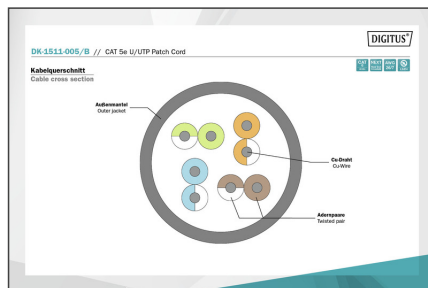 DIGITUS®
DK-1511-005/B // CAT 5e U/UTP Patch Cord
Kabelquerschnitt
Cable cross section
Außenmantel
Outer jacket
Cu-Draht
Cu-Wire
Adernpaare
Twisted pair